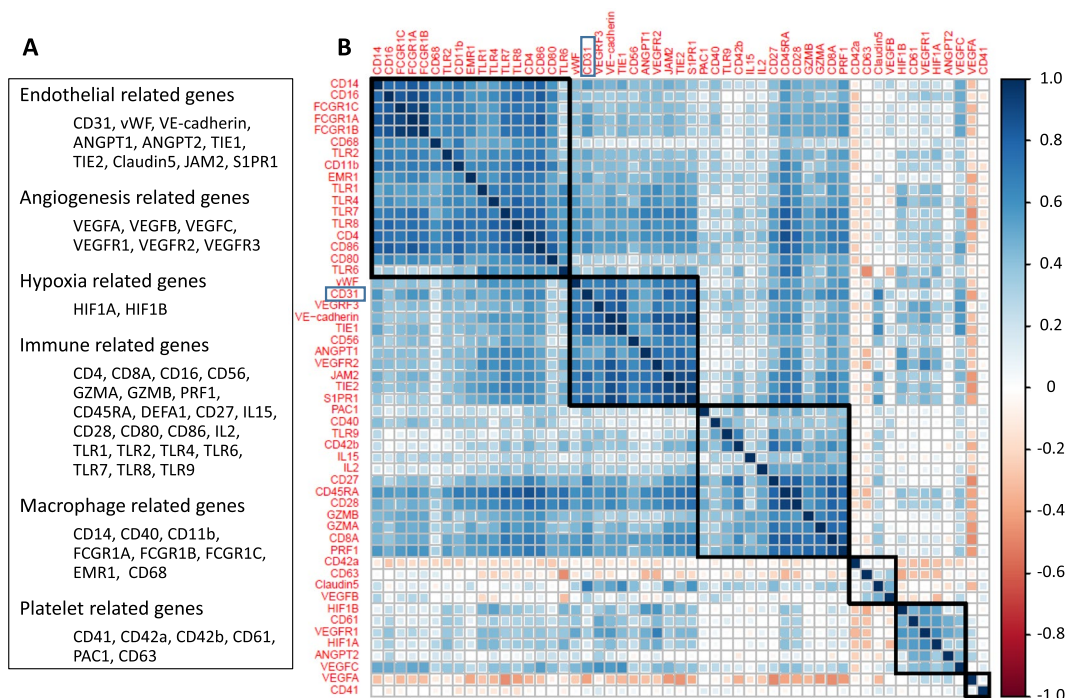 A
Endothelial related genes
CD31, vWF, VE-cadherin,
ANGPT1, ANGPT2, TIE1,
TIE2, Claudin5, JAM2, S1PR1
Angiogenesis related genes
VEGFA, VEGFB, VEGFC,
VEGFR1, VEGFR2, VEGFR3
Hypoxia related genes
HIF1A, HIF1B
Immune related genes
CD4, CD8A, CD16, CD56,
GZMA, GZMB, PRF1,
CD45RA, DEFA1, CD27, IL15,
CD28, CD80, CD86, IL2,
TLR1, TLR2, TLR4, TLR6,
TLR7, TLR8, TLR9
Macrophage related genes
CD14, CD40, CD11b,
FCGR1A, FCGR1B, FCGR1C,
EMR1, CD68
Platelet related genes
CD41, CD42a, CD42b, CD61,
PAC1, CD63
B
CD14
CD16
FCGR1C
FCGR1A
FCGR1B
CD68
TLR2
CD11b
EMR1
TLR1
TLR4
TLR7
TLR8
CD4
CD86
CD80
TLR6
vWF
CD31
VEGRF3
VE-cadherin
TIE1
CD56
ANGPT1
VEGFR2
JAM2
TIE2
S1PR1
PAC1
CD40
TLR9
CD42b
IL15
IL2
CD27
CD45RA
CD28
GZMB
GZMA
CD8A
PRF1
CD42a
CD63
Claudin5
VEGFB
HIF1B
CD61
VEGFR1
HIF1A
ANGPT2
VEGFC
VEGFA
CD41
CD14
CD16
FCGR1C
FCGR1A
FCGR1B
CD68
TLR2
CD11b
EMR1
TLR1
TLR4
TLR7
TLR8
CD4
CD86
CD80
TLR6
vWF
CD31
VEGRF3
VE−cadherin
TIE1
CD56
ANGPT1
VEGFR2
JAM2
TIE2
S1PR1
PAC1
CD40
TLR9
CD42b
IL15
IL2
CD27
CD45RA
CD28
GZMB
GZMA
CD8A
PRF1
CD42a
CD63
Claudin5
VEGFB
HIF1B
CD61
VEGFR1
HIF1A
ANGPT2
VEGFC
VEGFA
CD41
1.0
0.8
0.6
0.4
0.2
0
-0.2
-0.4
-0.6
-0.8
-1.0